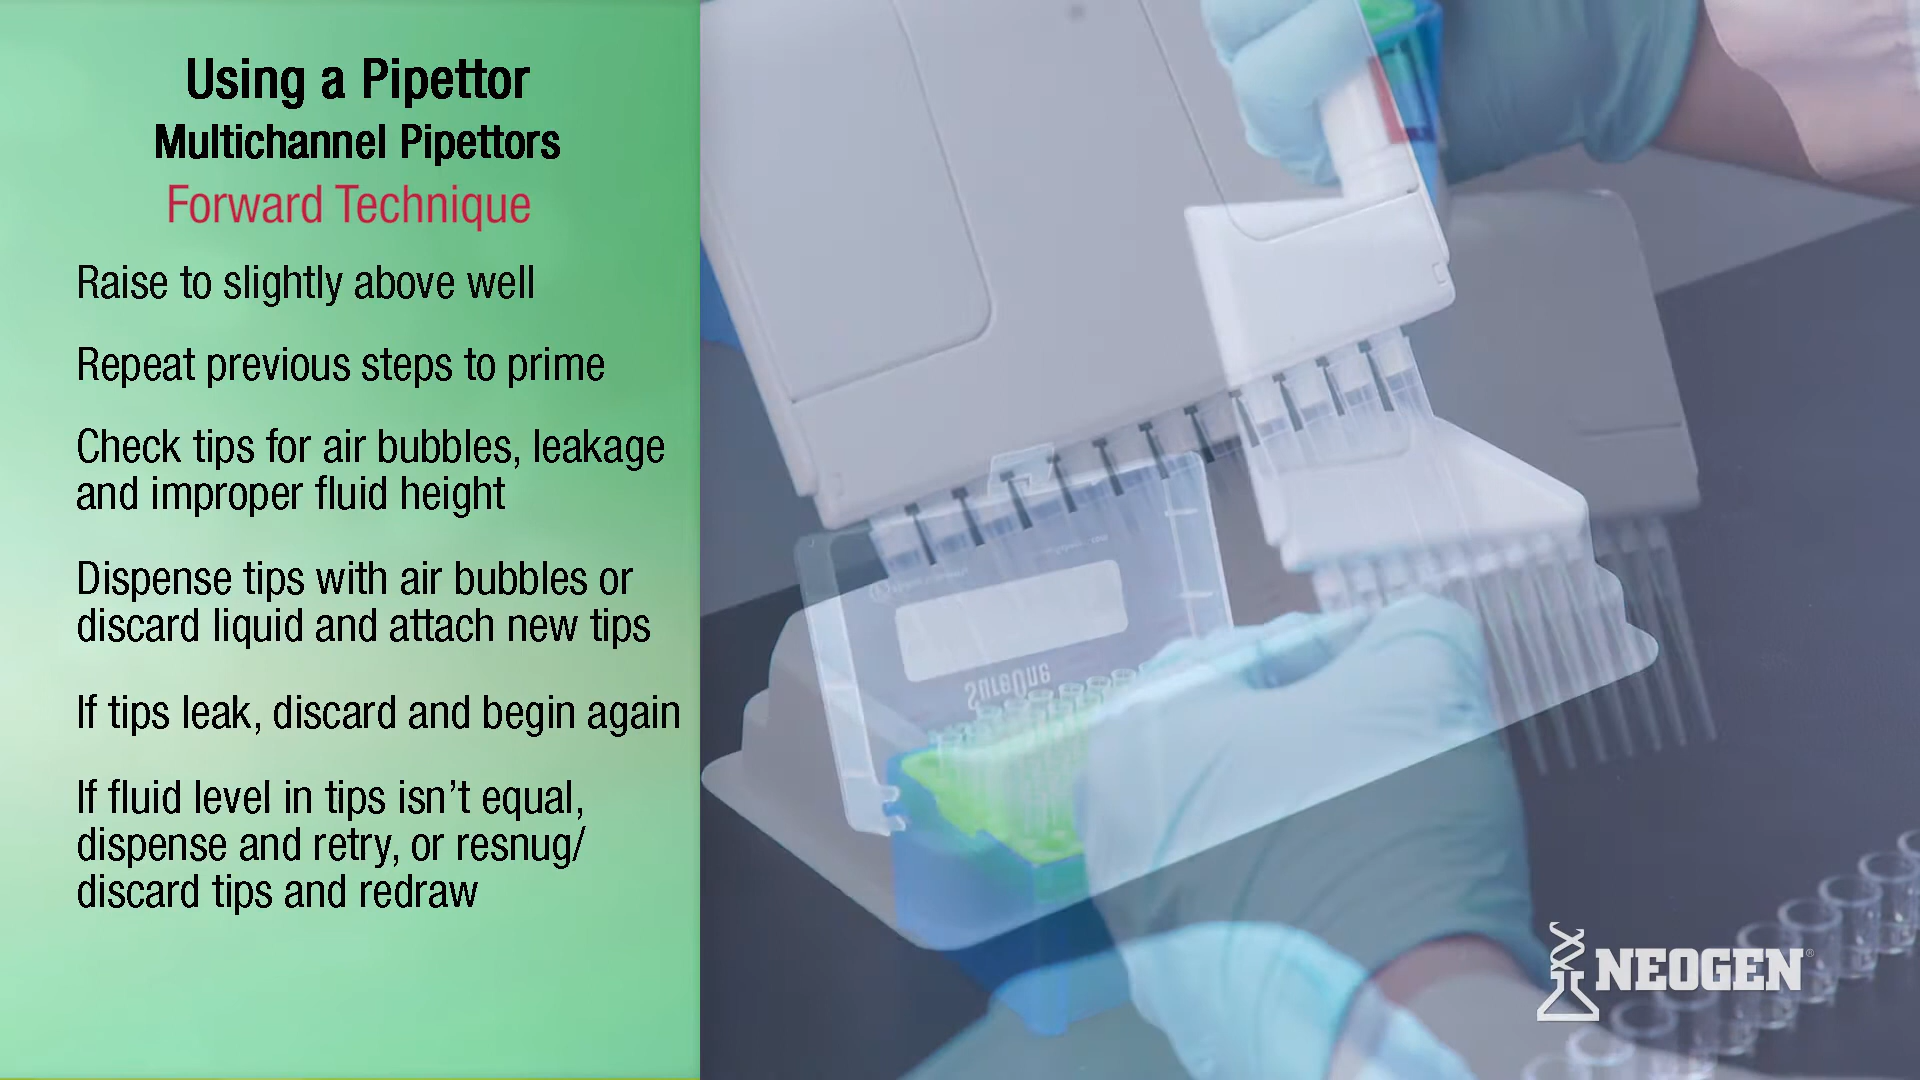 Using a Pipettor
Multichannel Pipettors
Forward Technique
Raise to slightly above well
Repeat previous steps to prime
Check tips for air bubbles, leakage
and improper fluid height
Dispense tips with air bubbles or
discard liquid and attach new tips
If tips leak, discard and begin again
If fluid level in tips isn't equal,
dispense and retry, or resnug/
discard tips and redraw
SureOne
NEOGEN®